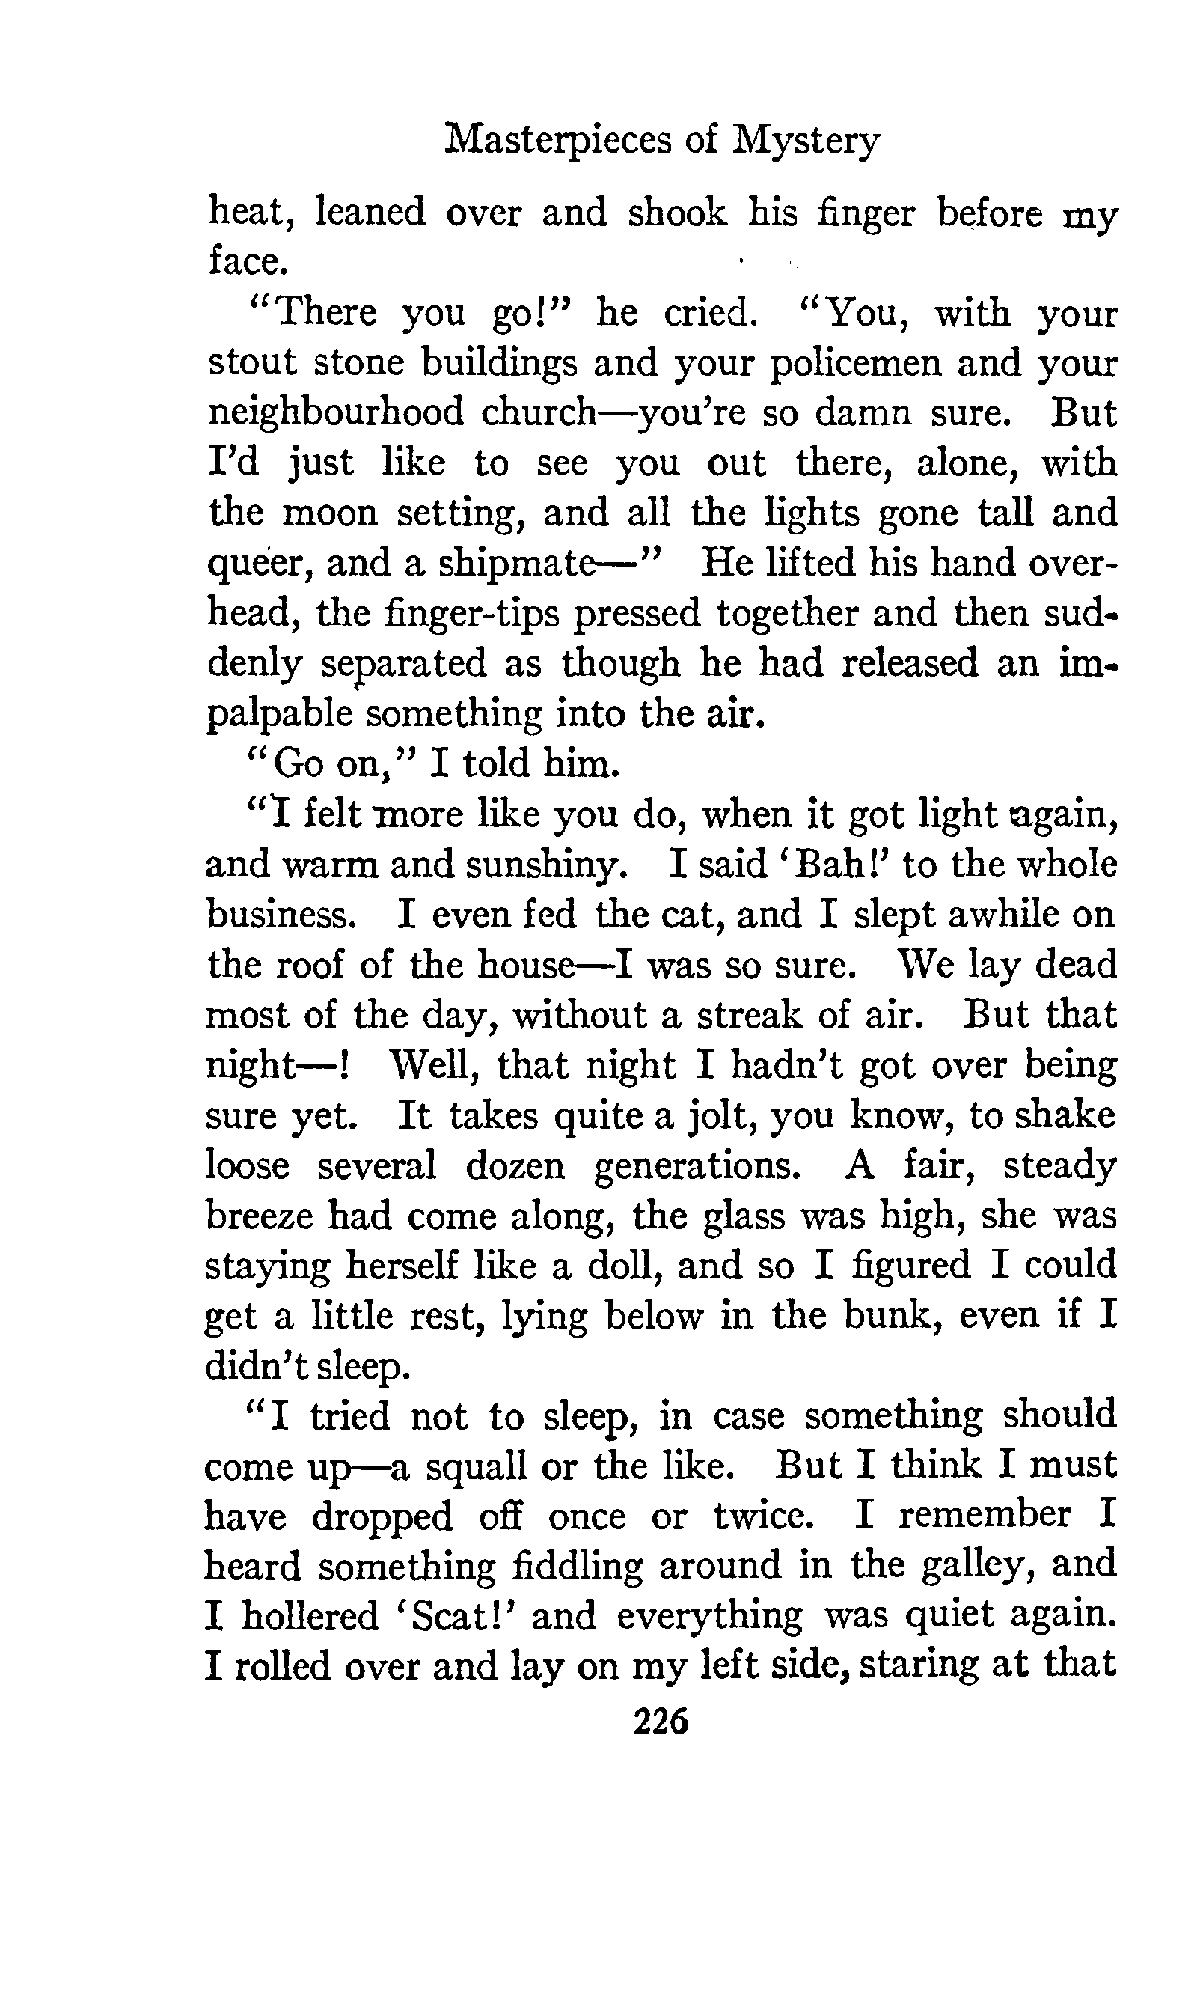 Masterpieces of Mystery
heat, leaned over and shook his finger before my
face.
"There you go!" he cried. "You, with your
stout stone buildings and your policemen and your
neighbourhood church—you're so damn sure. But
I'd just like to see you out there, alone, with
the moon setting, and all the lights gone tall and
queer, and a shipmate—" He lifted his hand over-
head, the finger-tips pressed together and then sud-
denly separated as though he had released an im-
palpable something into the air.
"Go on," I told him.
"I felt more like you do, when it got light again,
and warm and sunshiny. I said 'Bah!' to the whole
business. I even fed the cat, and I slept awhile on
the roof of the house—I was so sure. We lay dead
most of the day, without a streak of air. But that
night—! Well, that night I hadn't got over being
sure yet. It takes quite a jolt, you know, to shake
loose several dozen generations. A fair, steady
breeze had come along, the glass was high, she was
staying herself like a doll, and so I figured I could
get a little rest, lying below in the bunk, even if I
didn't sleep.
"I tried not to sleep, in case something should
come up—a squall or the like. But I think I must
have dropped off once or twice. I remember I
heard something fiddling around in the galley, and
I hollered 'Scat!' and everything was quiet again.
I rolled over and lay on my left side, staring at that
226